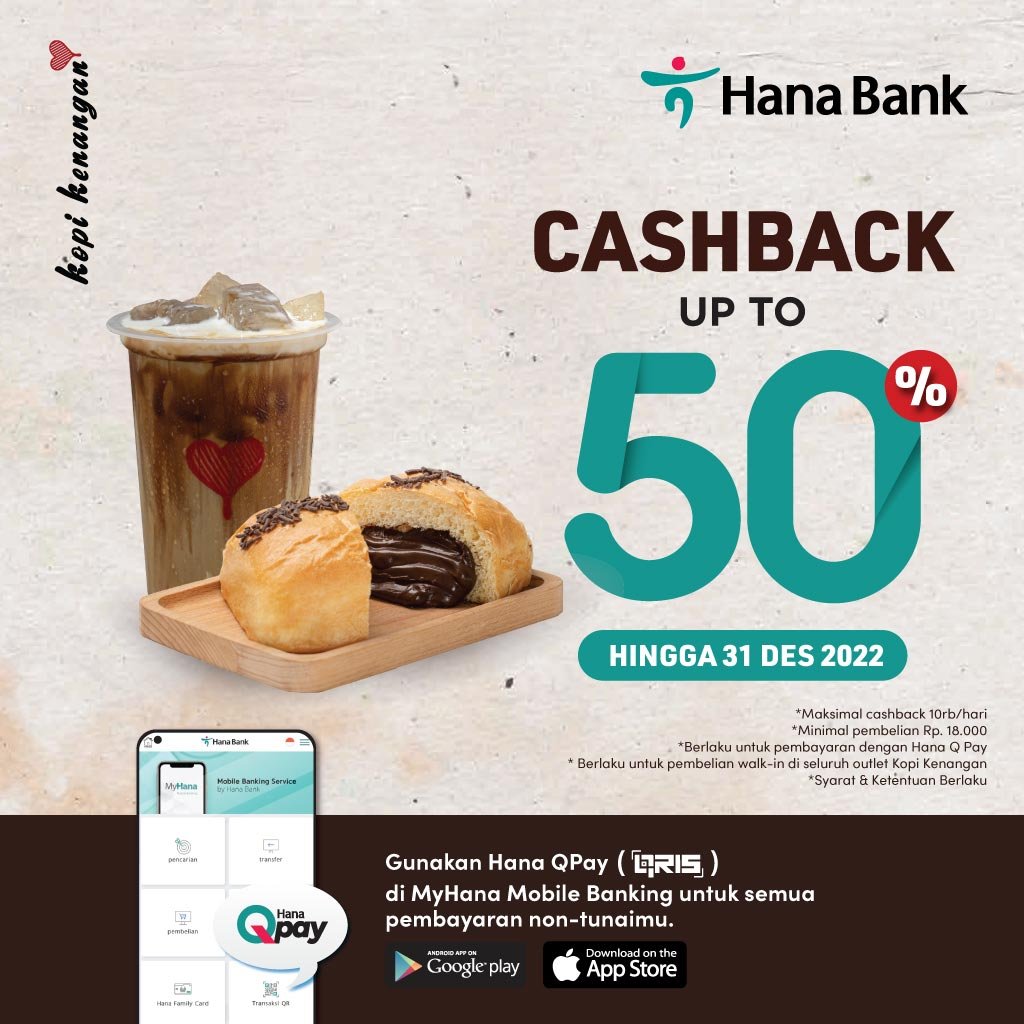 kopi kenangan
Hana Bank
CASHBACK
UP TO
50%
HINGGA 31 DES 2022
*Maksimal cashback 10rb/hari
*Minimal pembelian Rp. 18.000
*Berlaku untuk pembayaran dengan Hana Q Pay
* Berlaku untuk pembelian walk-in di seluruh outlet Kopi Kenangan
*Syarat & Ketentuan Berlaku
Hana Bank
MyHana
Mobile Banking Service
by Hana Bank
pencarian
transfer
pembelian
Hana
Qpay
Hana Family Card
Transaksi QR
Gunakan Hana QPay ( QRIS )
di MyHana Mobile Banking untuk semua
pembayaran non-tunaimu.
ANDROID APP ON
Google play
Download on the
App Store